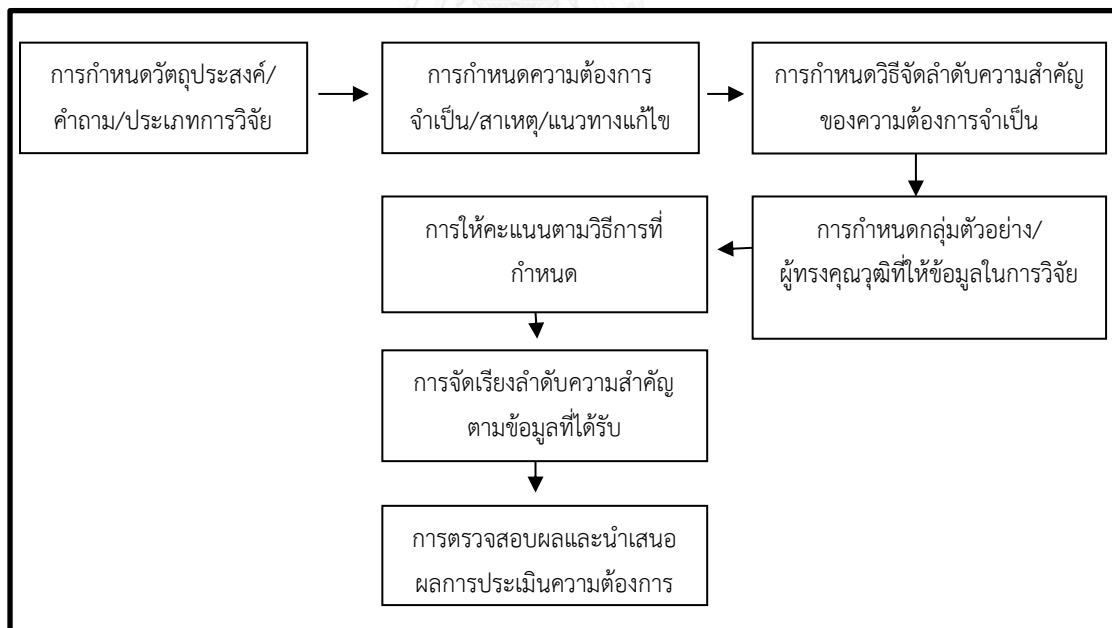 การกำหนดวัตถุประสงค์/
คำถาม/ประเภทการวิจัย
การกำหนดความต้องการ
จำเป็น/สาเหตุ/แนวทางแก้ไข
การกำหนดวิธีจัดลำดับความสำคัญ
ของความต้องการจำเป็น
การกำหนดกลุ่มตัวอย่าง/
ผู้ทรงคุณวุฒิที่ให้ข้อมูลในการวิจัย
การให้คะแนนตามวิธีการที่
กำหนด
การจัดเรียงลำดับความสำคัญ
ตามข้อมูลที่ได้รับ
การตรวจสอบผลและนำเสนอ
ผลการประเมินความต้องการ